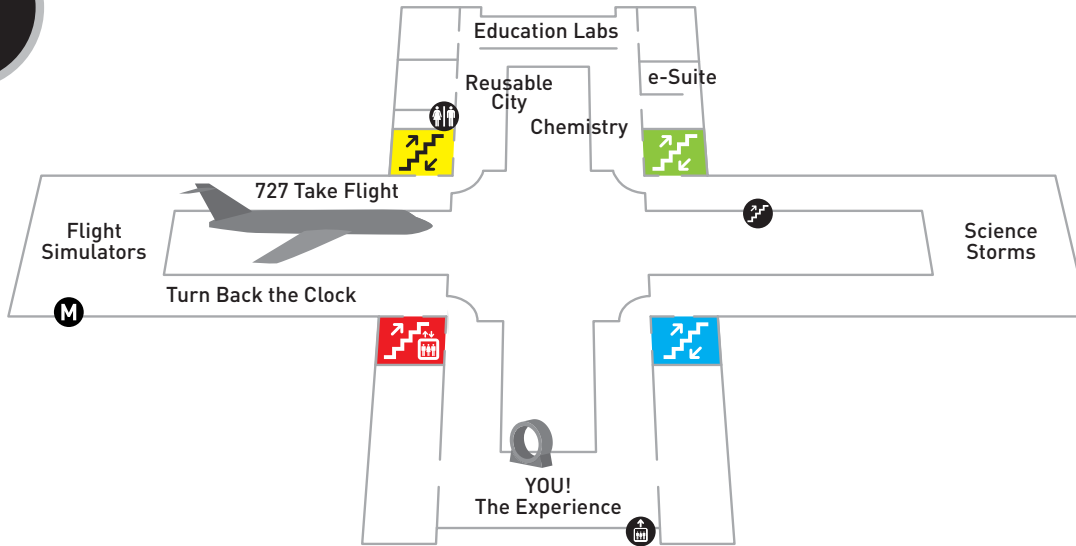 Education Labs
e-Suite
Reusable
City
Chemistry
727 Take Flight
Flight
Simulators
Science
Storms
Turn Back the Clock
M
YOU!
The Experience